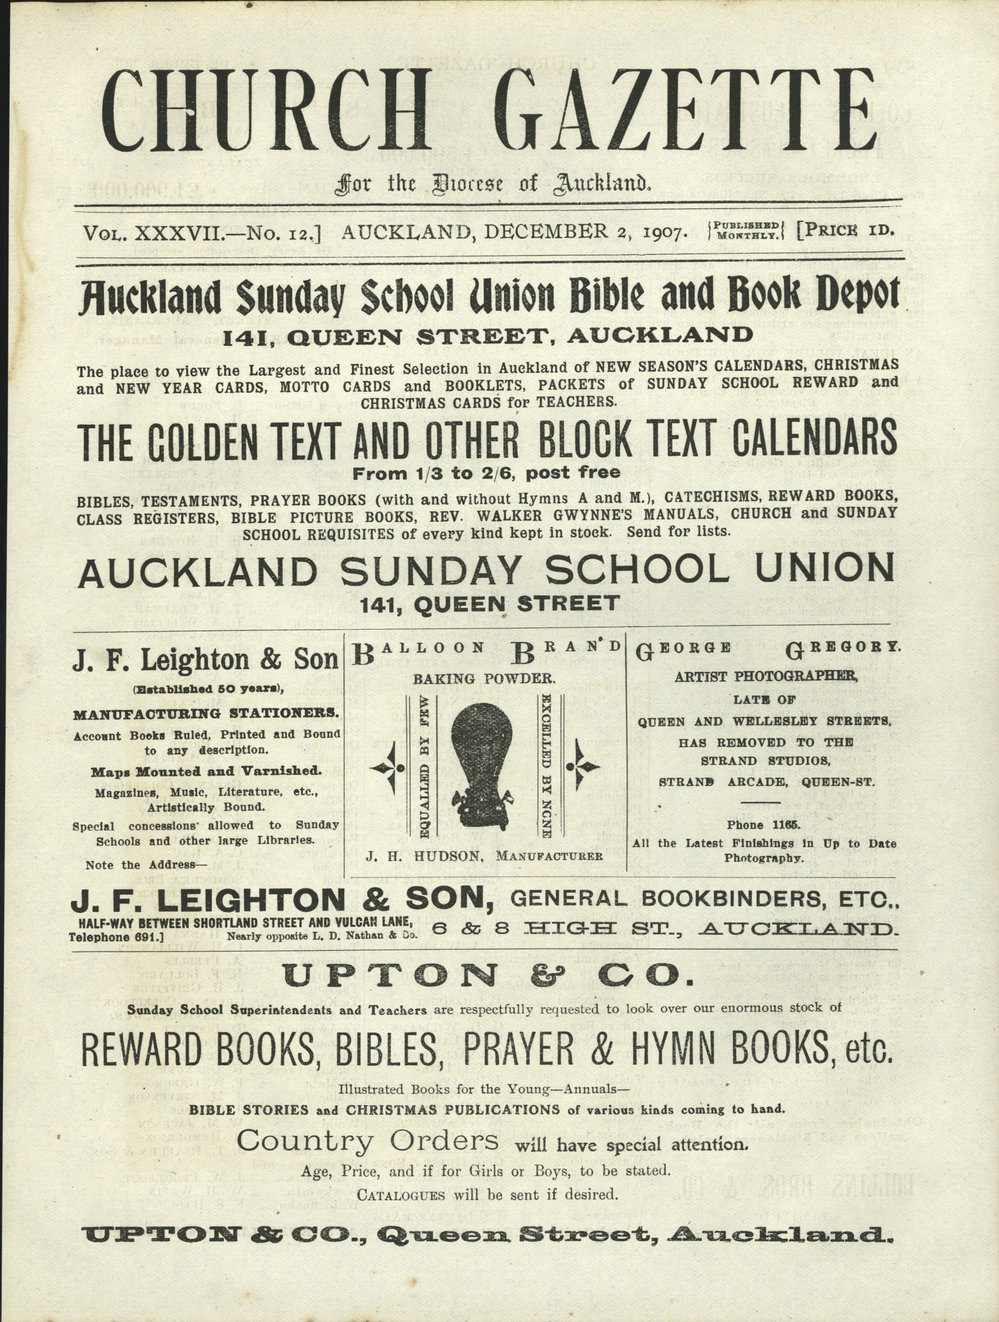 CHURCH GAZETTE
For the Diocese of Auckland.
VOL. XXXVII.—No. 12.] AUCKLAND, DECEMBER 2, 1907. {PUBLISHED MONTHLY.} [PRICE 1D.
Auckland Sunday School Union Bible and Book Depot
141, QUEEN STREET, AUCKLAND
The place to view the Largest and Finest Selection in Auckland of NEW SEASON'S CALENDARS, CHRISTMAS
and NEW YEAR CARDS, MOTTO CARDS and BOOKLETS, PACKETS of SUNDAY SCHOOL REWARD and
CHRISTMAS CARDS for TEACHERS.
THE GOLDEN TEXT AND OTHER BLOCK TEXT CALENDARS
From 1/3 to 2/6, post free
BIBLES, TESTAMENTS, PRAYER BOOKS (with and without Hymns A and M.), CATECHISMS, REWARD BOOKS,
CLASS REGISTERS, BIBLE PICTURE BOOKS, REV. WALKER GWYNNE'S MANUALS, CHURCH and SUNDAY
SCHOOL REQUISITES of every kind kept in stock. Send for lists.
AUCKLAND SUNDAY SCHOOL UNION
141, QUEEN STREET
J. F. Leighton & Son
(Established 50 years),
MANUFACTURING STATIONERS.
Account Books Ruled, Printed and Bound
to any description.
Maps Mounted and Varnished.
Magazines, Music, Literature, etc.,
Artistically Bound.
Special concessions allowed to Sunday
Schools and other large Libraries.
Note the Address—
BALLOON BRAND
BAKING POWDER.
EQUALLED BY FEW
EXCELLED BY NONE
J. H. HUDSON, MANUFACTURER
GEORGE GREGORY.
ARTIST PHOTOGRAPHER,
LATE OF
QUEEN AND WELLESLEY STREETS,
HAS REMOVED TO THE
STRAND STUDIOS,
STRAND ARCADE, QUEEN-ST.
Phone 1165.
All the Latest Finishings in Up to Date
Photography.
J. F. LEIGHTON & SON, GENERAL BOOKBINDERS, ETC.,
HALF-WAY BETWEEN SHORTLAND STREET AND VULCAN LANE,
Telephone 691.] Nearly opposite L. D. Nathan & Co.
6 & 8 HIGH ST., AUCKLAND.
UPTON & CO.
Sunday School Superintendents and Teachers are respectfully requested to look over our enormous stock of
REWARD BOOKS, BIBLES, PRAYER & HYMN BOOKS, etc.
Illustrated Books for the Young—Annuals—
BIBLE STORIES and CHRISTMAS PUBLICATIONS of various kinds coming to hand.
Country Orders will have special attention.
Age, Price, and if for Girls or Boys, to be stated.
CATALOGUES will be sent if desired.
UPTON & CO., Queen Street, Auckland.